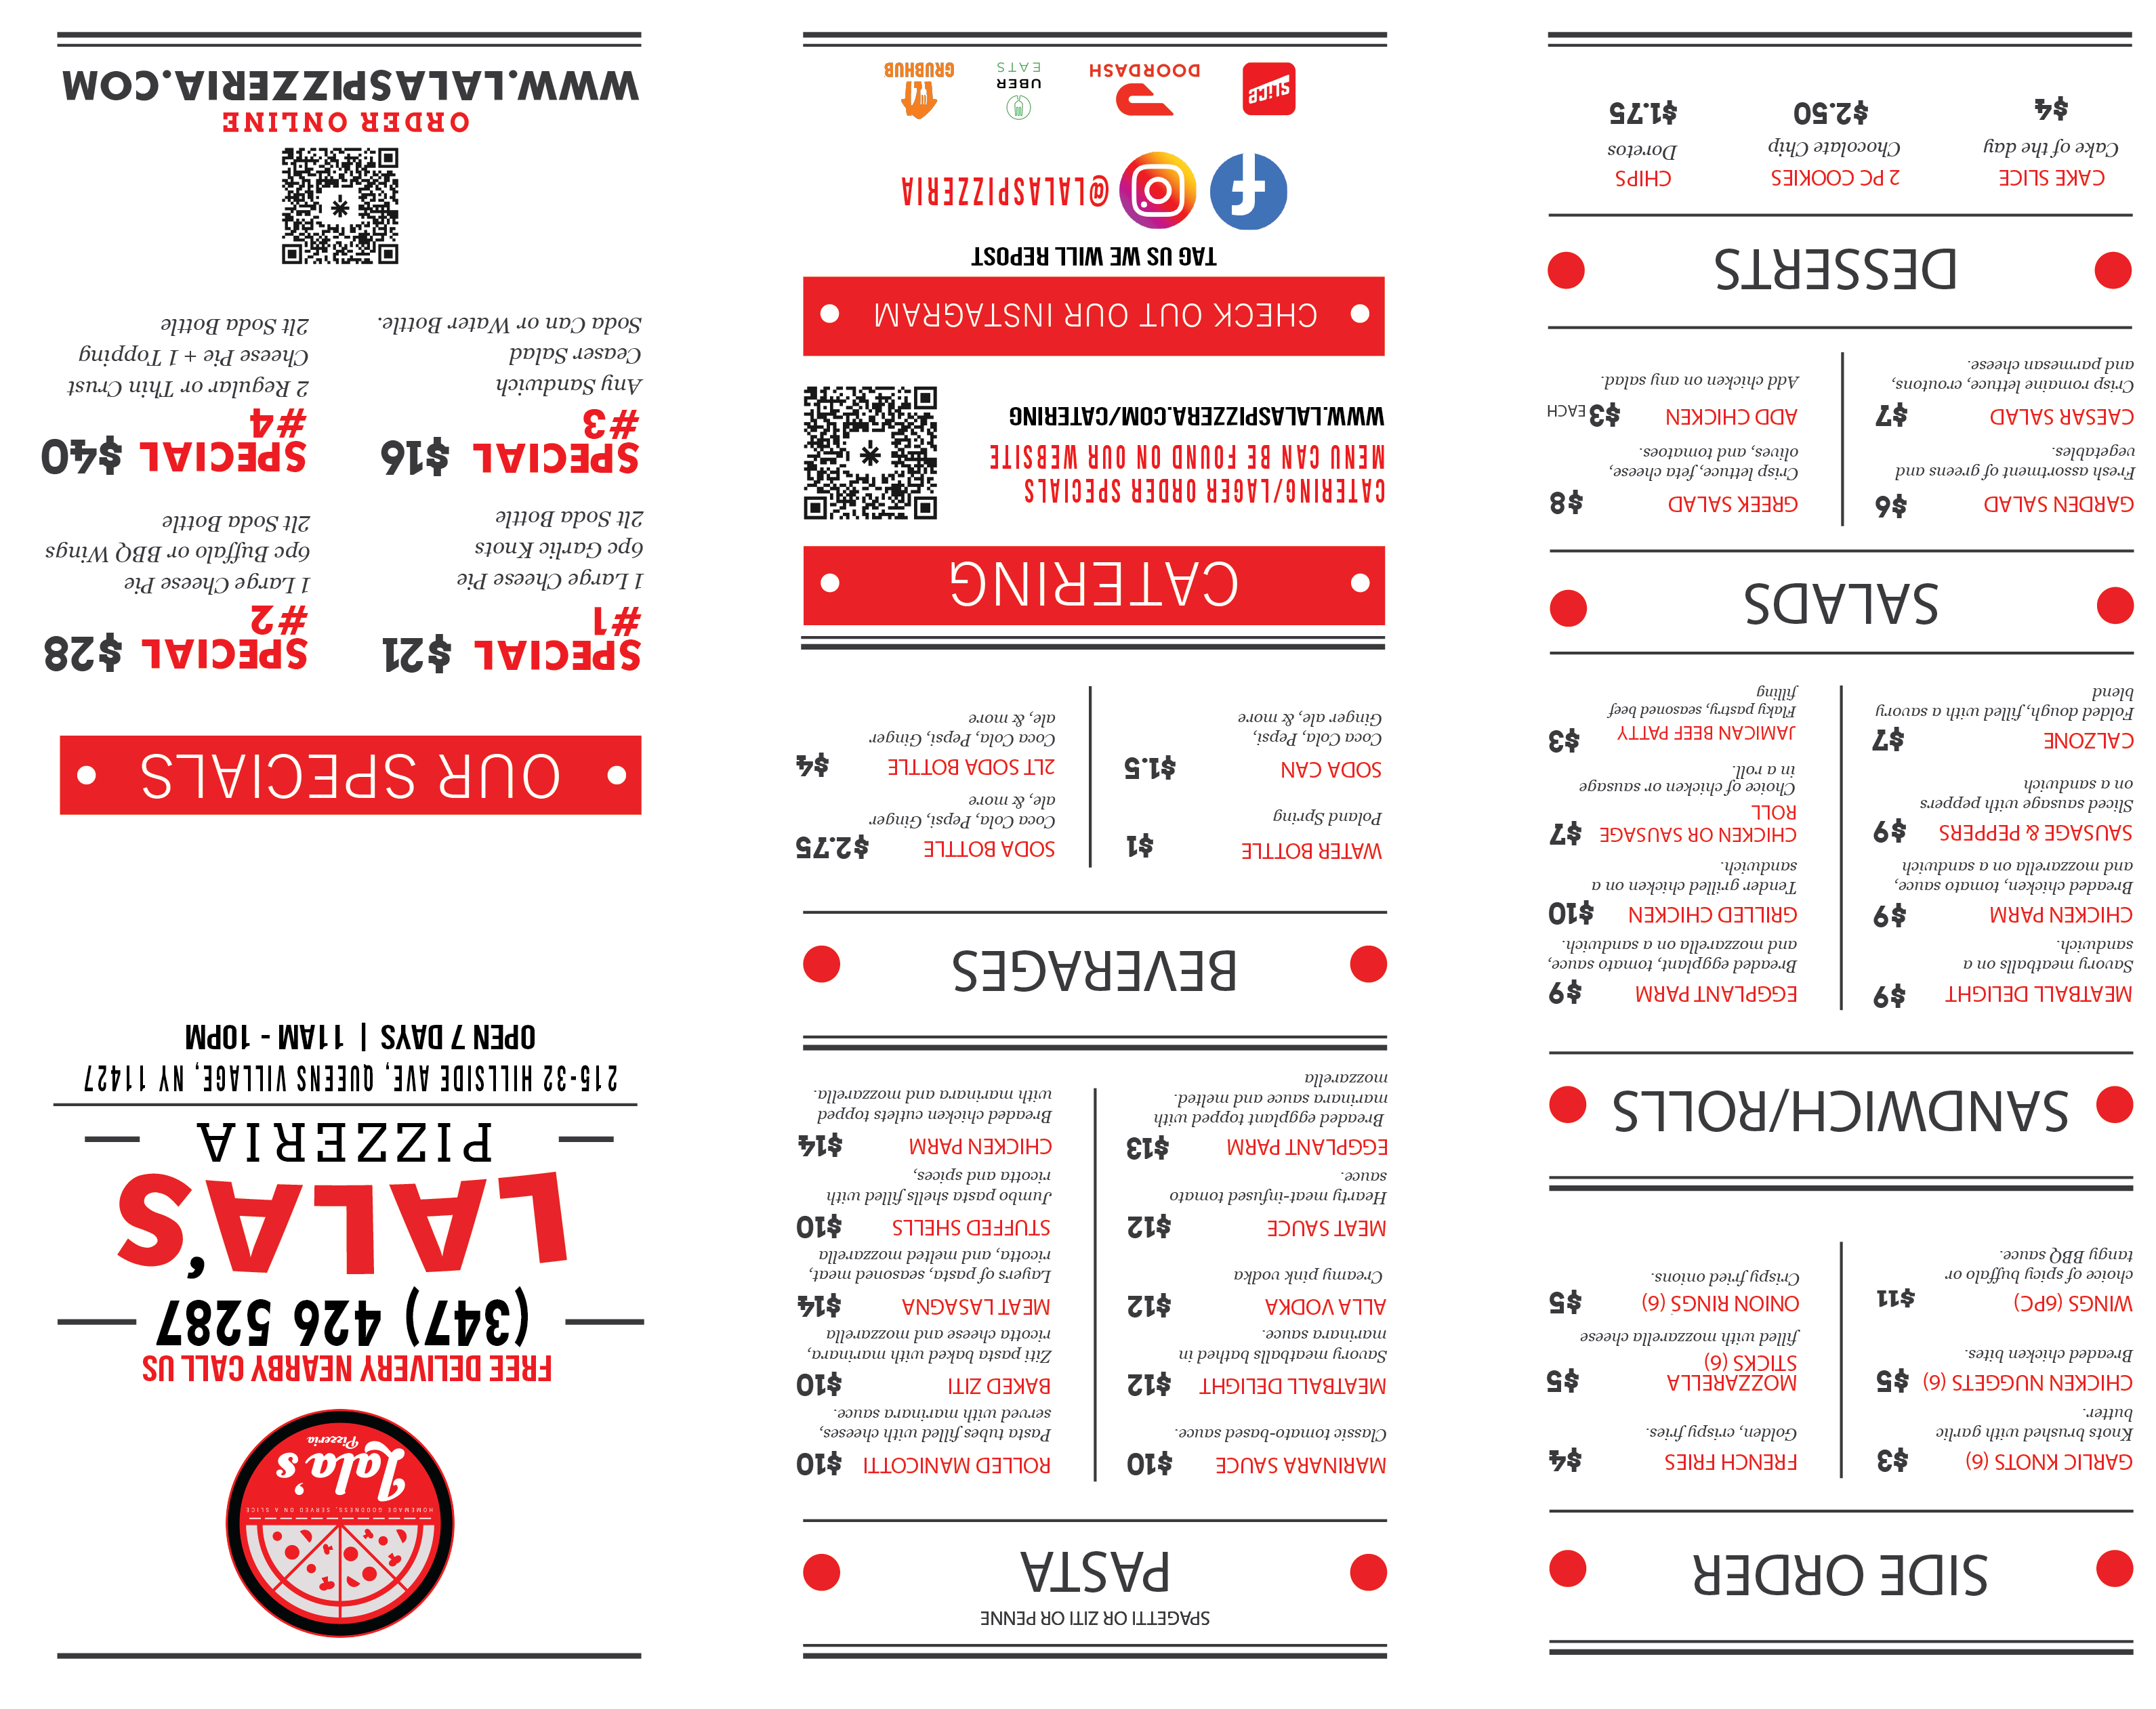 SIDE ORDER
GARLIC KNOTS (6) $3
Knots brushed with garlic
butter.
CHICKEN NUGGETS (6) $5
Breaded chicken bites.
WINGS (6PC) $11
choice of spicy buffalo or
tangy BBQ sauce.
FRENCH FRIES $4
Golden, crispy fries.
MOZZARELLA
STICKS (6) $5
filled with mozzarella cheese
ONION RINGS (6) $5
Crispy fried onions.
SANDWICH/ROLLS
MEATBALL DELIGHT $9
Savory meatballs on a
sandwich.
CHICKEN PARM $9
Breaded chicken, tomato sauce,
and mozzarella on a sandwich
SAUSAGE & PEPPERS $9
Sliced sausage with peppers
on a sandwich
CALZONE $7
Folded dough, filled with a savory
blend
EGGPLANT PARM $9
Breaded eggplant, tomato sauce,
and mozzarella on a sandwich.
GRILLED CHICKEN $10
Tender grilled chicken on a
sandwich.
CHICKEN OR SAUSAGE $7
ROLL
Choice of chicken or sausage
in a roll.
JAMICAN BEEF PATTY $3
Flaky pastry, seasoned beef
filling
SALADS
GARDEN SALAD $6
Fresh assortment of greens and
vegetables.
CAESAR SALAD $7
Crisp romaine lettuce, croutons,
and parmesan cheese.
GREEK SALAD $8
Crisp lettuce, feta cheese,
olives, and tomatoes.
ADD CHICKEN $3 EACH
Add chicken on any salad.
DESSERTS
CAKE SLICE
Cake of the day
$4
2 PC COOKIES
Chocolate Chip
$2.50
CHIPS
Doretos
$1.75
SPAGETTI OR ZITI OR PENNE
PASTA
MARINARA SAUCE $10
Classic tomato-based sauce.
MEATBALL DELIGHT $12
Savory meatballs bathed in
marinara sauce.
ALLA VODKA $12
Creamy pink vodka
MEAT SAUCE $12
Hearty meat-infused tomato
sauce.
EGGPLANT PARM $13
Breaded eggplant topped with
marinara sauce and melted.
mozzarella
ROLLED MANICOTTI $10
Pasta tubes filled with cheeses,
served with marinara sauce.
BAKED ZITI $10
Ziti pasta baked with marinara,
ricotta cheese and mozzarella
MEAT LASAGNA $14
Layers of pasta, seasoned meat,
ricotta, and melted mozzarella
STUFFED SHELLS $10
Jumbo pasta shells filled with
ricotta and spices,
CHICKEN PARM $14
Breaded chicken cutlets topped
with marinara and mozzarella.
BEVERAGES
WATER BOTTLE $1
Poland Spring
SODA CAN $1.5
Coca Cola, Pepsi,
Ginger ale, & more
SODA BOTTLE $2.75
Coca Cola, Pepsi, Ginger
ale, & more
2LT SODA BOTTLE $4
Coca Cola, Pepsi, Ginger
ale, & more
CATERING
CATERING/LAGER ORDER SPECIALS
MENU CAN BE FOUND ON OUR WEBSITE
WWW.LALASPIZZERA.COM/CATERING
CHECK OUT OUR INSTAGRAM
TAG US WE WILL REPOST
@LALASPIZZERIA
SLICE
DOORDASH
UBER
EATS
GRUBHUB
HOMEMADE GOODNESS, SERVED ON A SLICE
Lala's
Pizzeria
FREE DELIVERY NEARBY CALL US
(347) 426 5287
LALA'S
PIZZERIA
215-32 HILLSIDE AVE, QUEENS VILLAGE, NY 11427
OPEN 7 DAYS | 11AM - 10PM
OUR SPECIALS
SPECIAL $21
#1
1 Large Cheese Pie
6pc Garlic Knots
2lt Soda Bottle
SPECIAL $28
#2
1 Large Cheese Pie
6pc Buffalo or BBQ Wings
2lt Soda Bottle
SPECIAL $16
#3
Any Sandwich
Ceaser Salad
Soda Can or Water Bottle.
SPECIAL $40
#4
2 Regular or Thin Crust
Cheese Pie + 1 Topping
2lt Soda Bottle
ORDER ONLINE
WWW.LALASPIZZERIA.COM